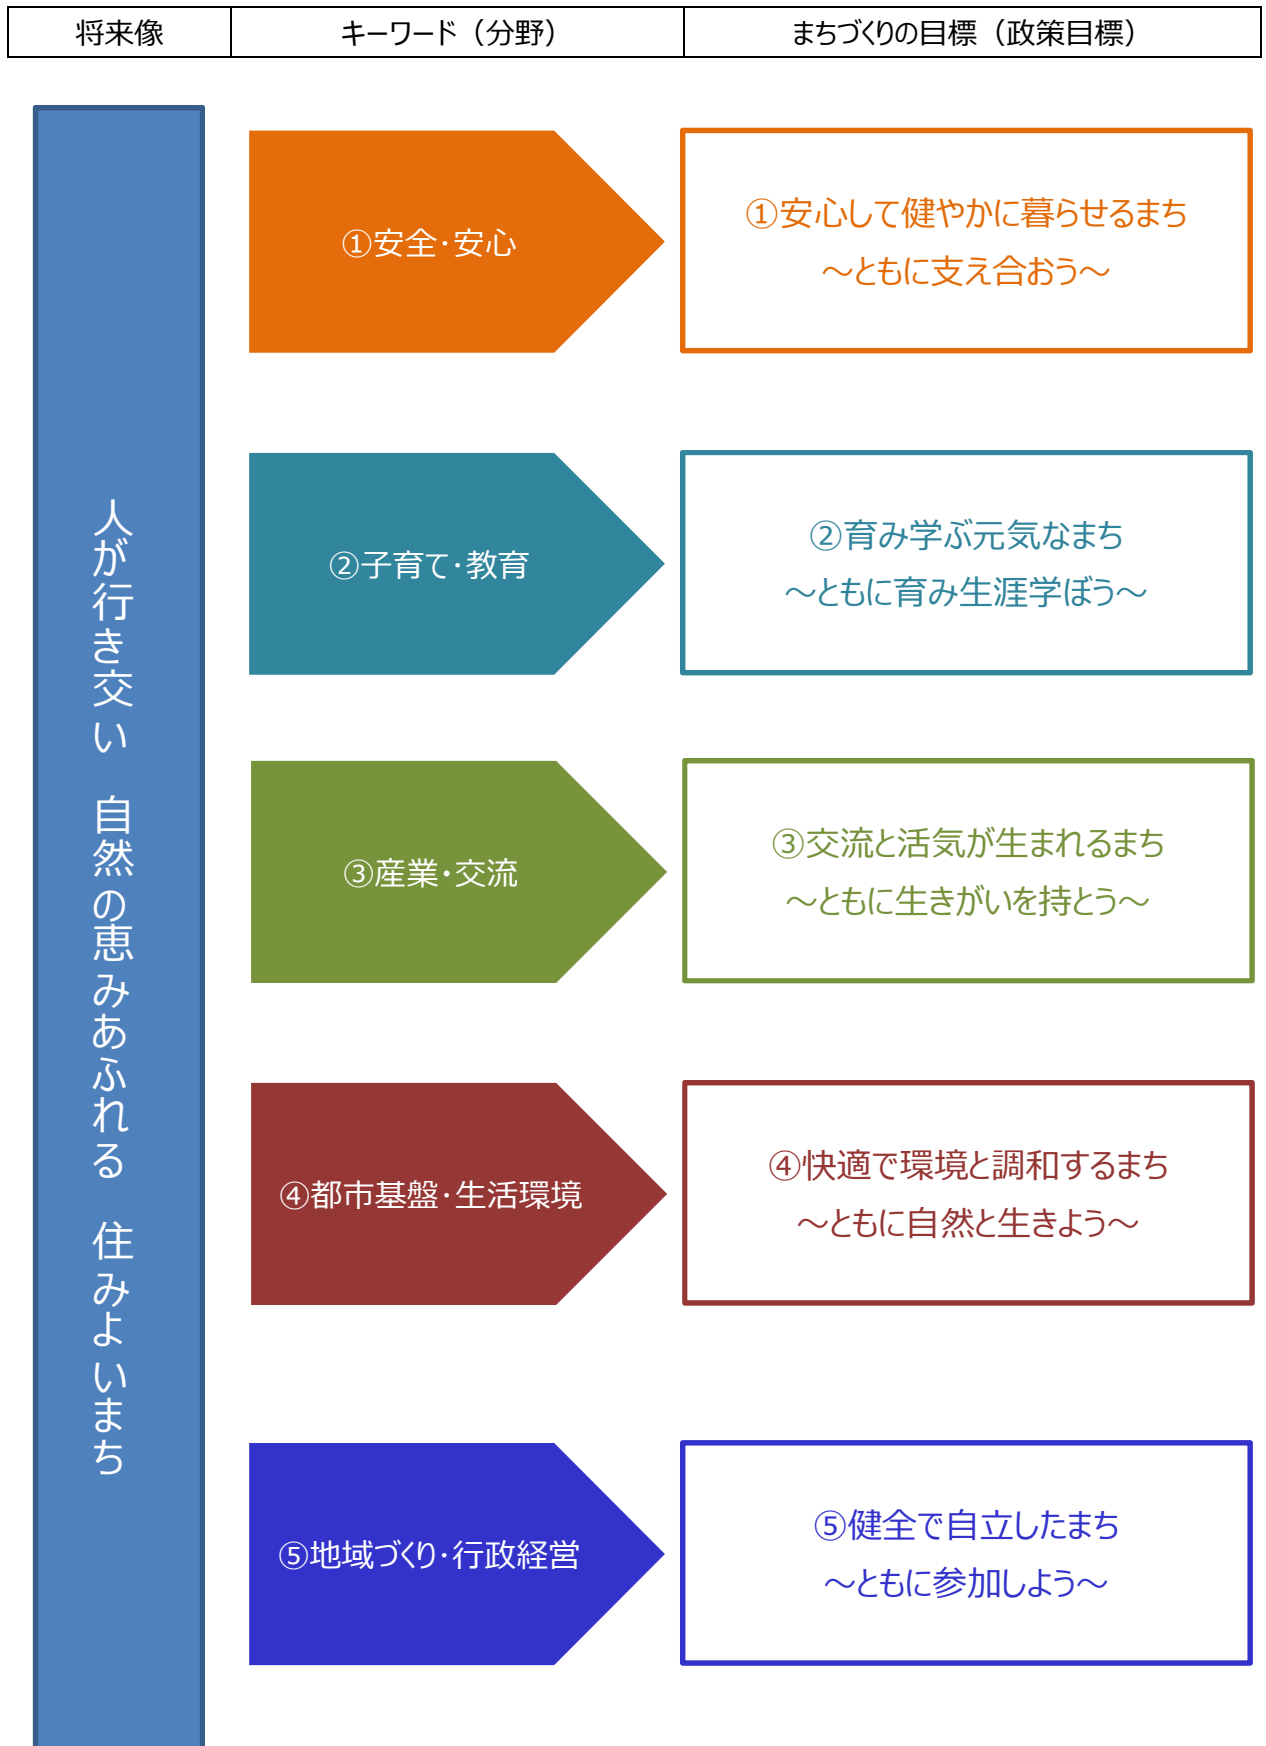 将来像
キーワード（分野）
まちづくりの目標（政策目標）
人が行き交い　自然の恵みあふれる　住みよいまち
①安全・安心
①安心して健やかに暮らせるまち
～ともに支え合おう～
②子育て・教育
②育み学ぶ元気なまち
～ともに育み生涯学ぼう～
③産業・交流
③交流と活気が生まれるまち
～ともに生きがいを持とう～
④都市基盤・生活環境
④快適で環境と調和するまち
～ともに自然と生きよう～
⑤地域づくり・行政経営
⑤健全で自立したまち
～ともに参加しよう～